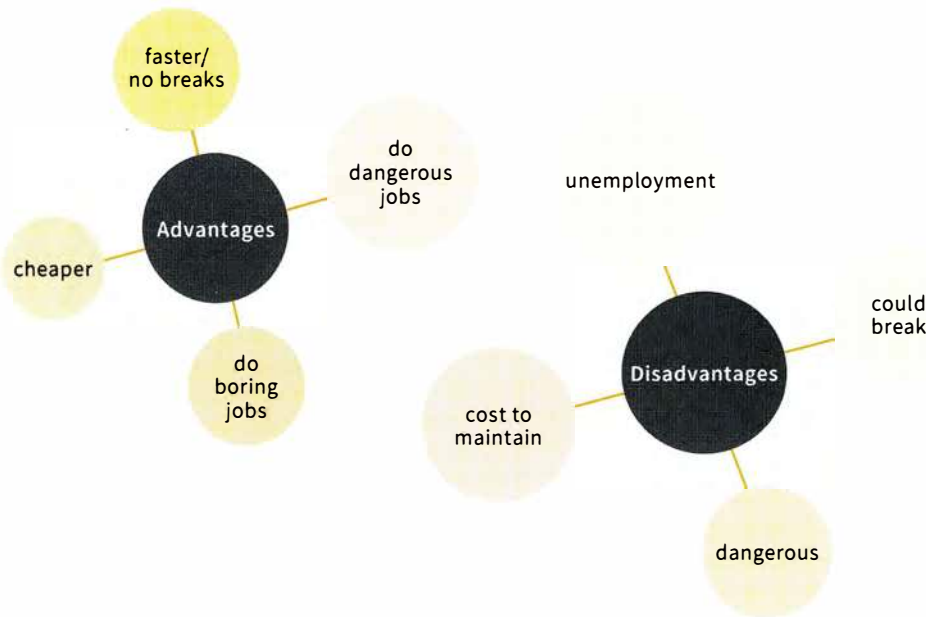 faster/
no breaks
do
dangerous
jobs
Advantages
cheaper
do
boring
jobs
unemployment
could
break
Disadvantages
cost to
maintain
dangerous